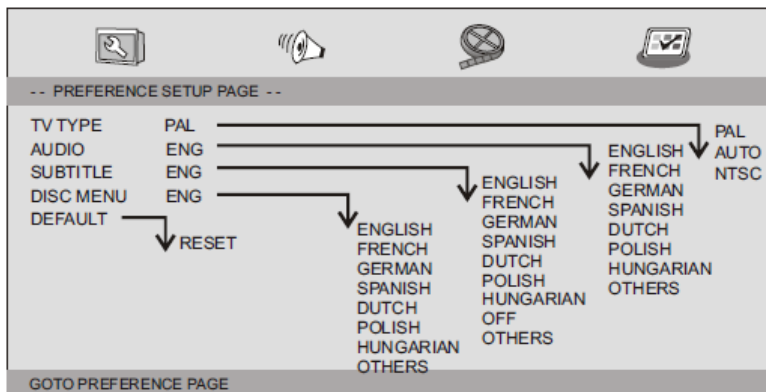 -- PREFERENCE SETUP PAGE --
TV TYPE PAL
AUDIO ENG
SUBTITLE ENG
DISC MENU ENG
DEFAULT
RESET
ENGLISH
FRENCH
GERMAN
SPANISH
DUTCH
POLISH
HUNGARIAN
OTHERS
ENGLISH
FRENCH
GERMAN
SPANISH
DUTCH
POLISH
HUNGARIAN
OFF
OTHERS
ENGLISH
FRENCH
GERMAN
SPANISH
DUTCH
POLISH
HUNGARIAN
OTHERS
PAL
AUTO
NTSC
GOTO PREFERENCE PAGE